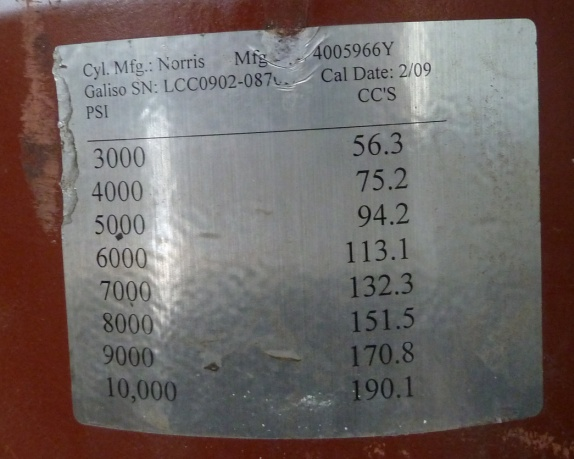 Cyl. Mfg.: Norris Mfg 4005966Y
Galiso SN: LCC0902-087 Cal Date: 2/09
PSI CC'S
3000 56.3
4000 75.2
5000 94.2
6000 113.1
7000 132.3
8000 151.5
9000 170.8
10,000 190.1